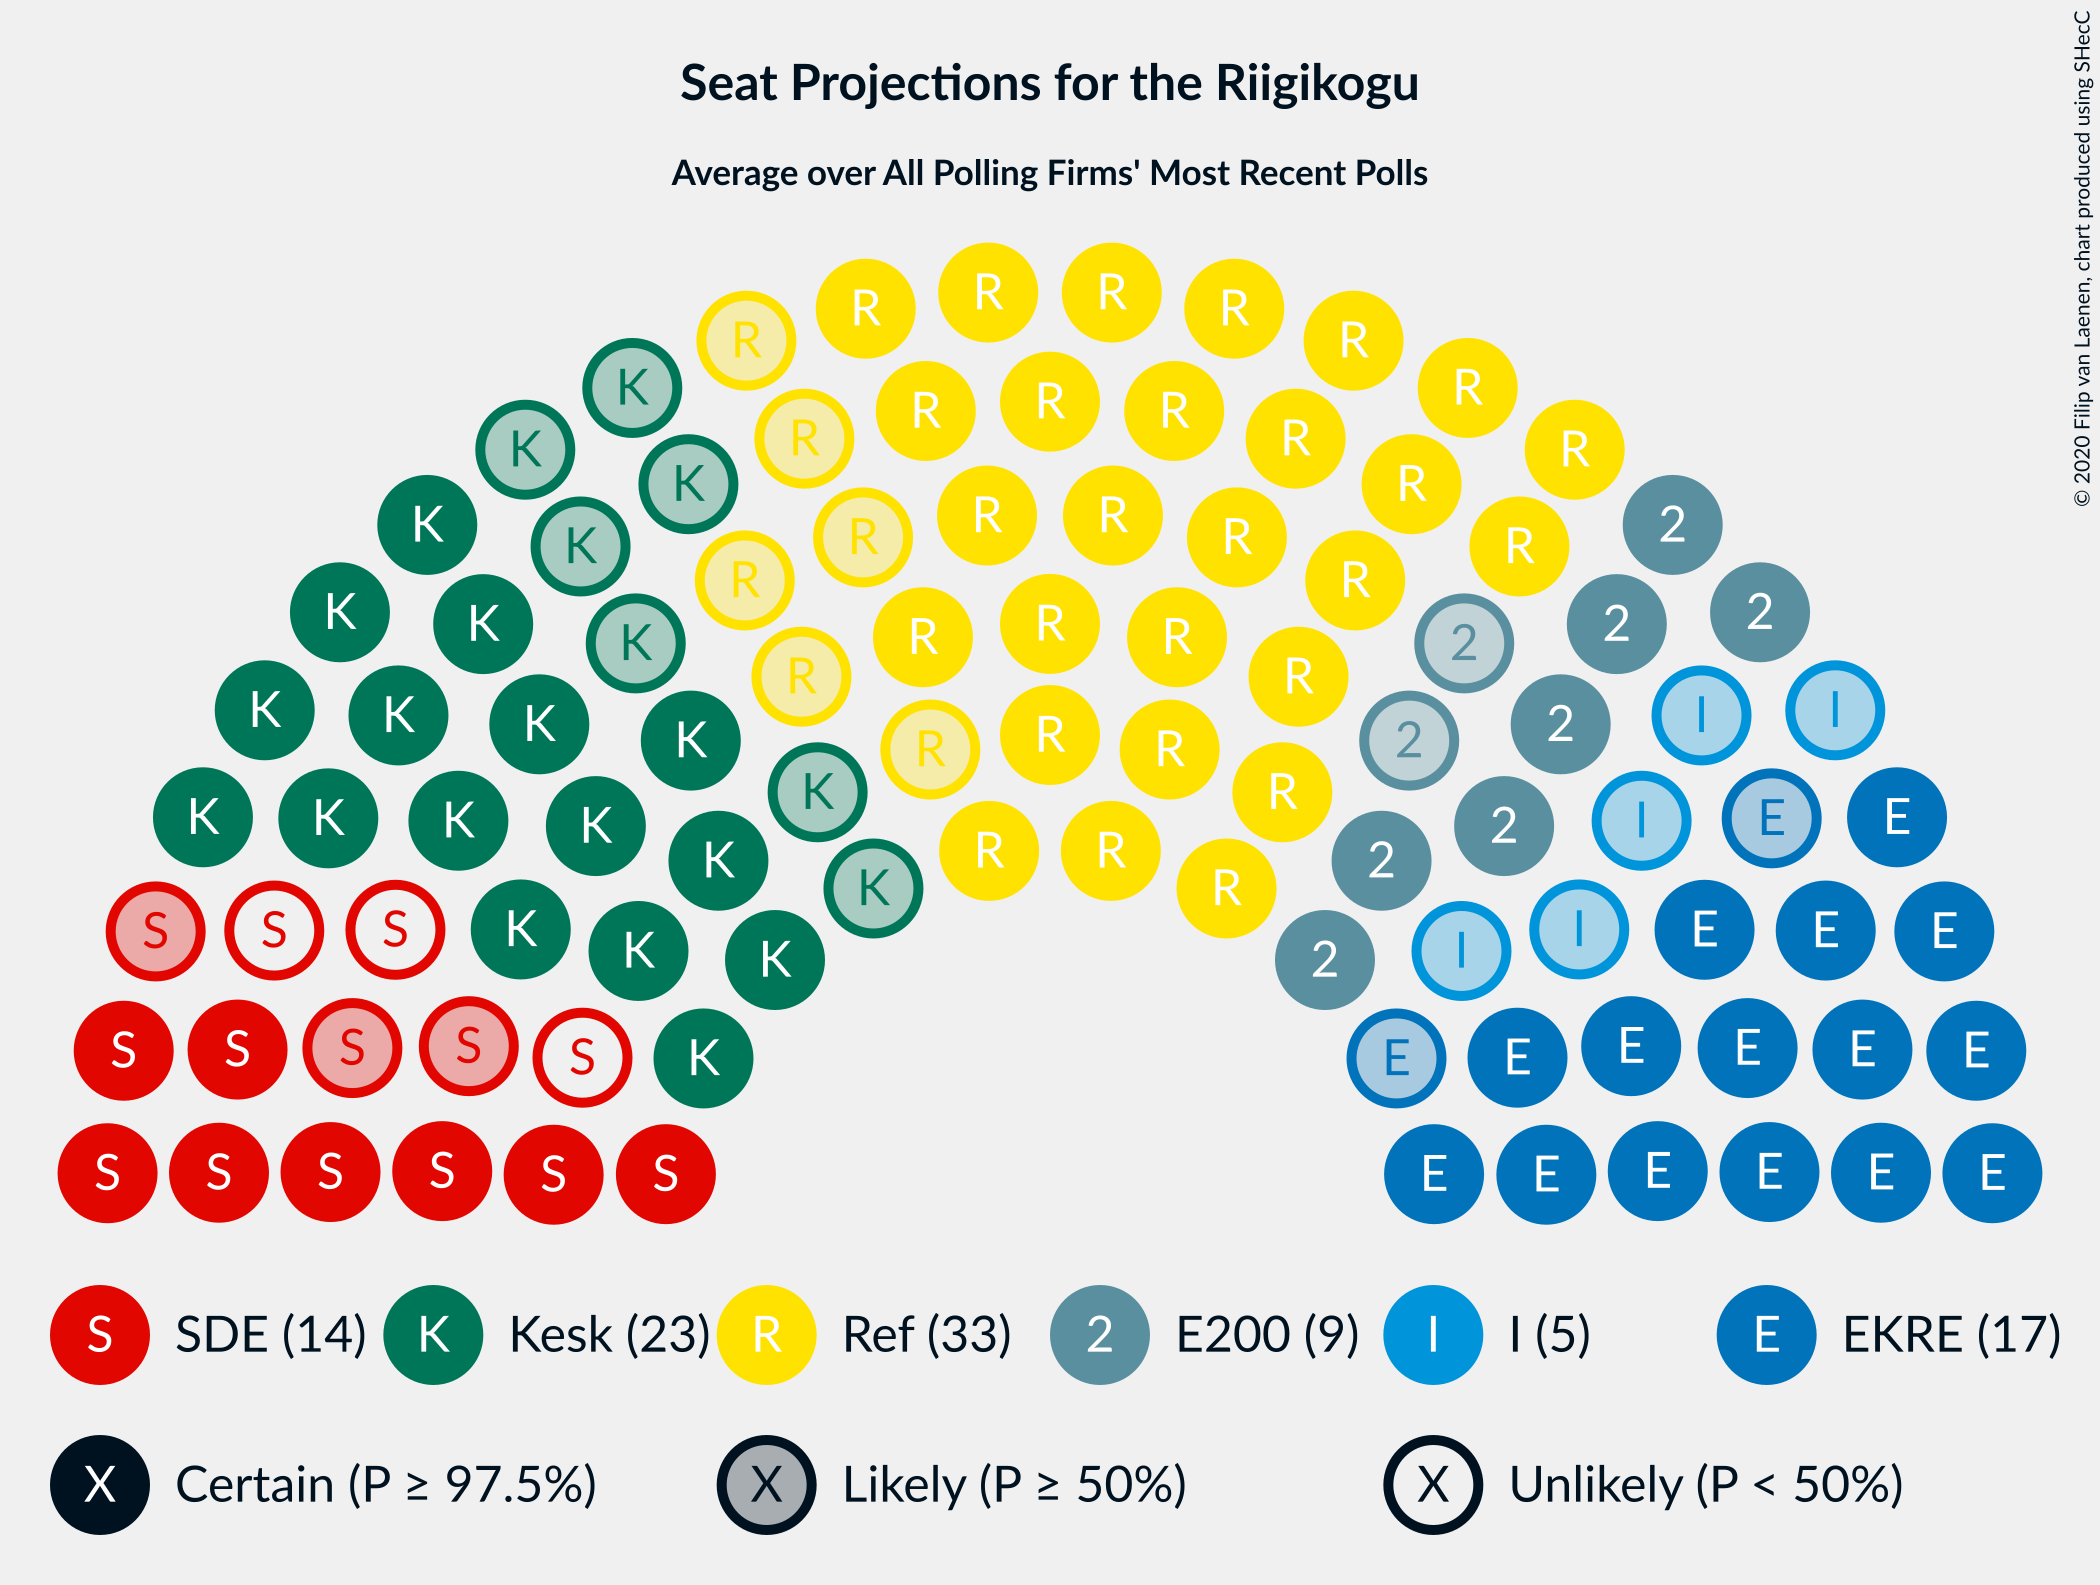 Seat Projections for the Riigikogu
Average over All Polling Firms' Most Recent Polls
© 2020 Filip van Laenen, chart produced using SHecC
R R
R R
R R
K R
R R R
R R
K R
K R
K R R 2
K R R R
R R
K K K R R R 2 2 2
R R
K K K K R R R 2 2 I I
K R
K K K K K R R 2 2 I E E
K R
S S S K K K 2 I I E E E
S S S S S K E E E E E E
S S S S S S E E E E E E
S SDE (14) K Kesk (23) R Ref (33) 2 E200 (9) I I (5) E EKRE (17)
X Certain (P ≥ 97.5%) X Likely (P ≥ 50%) X Unlikely (P < 50%)